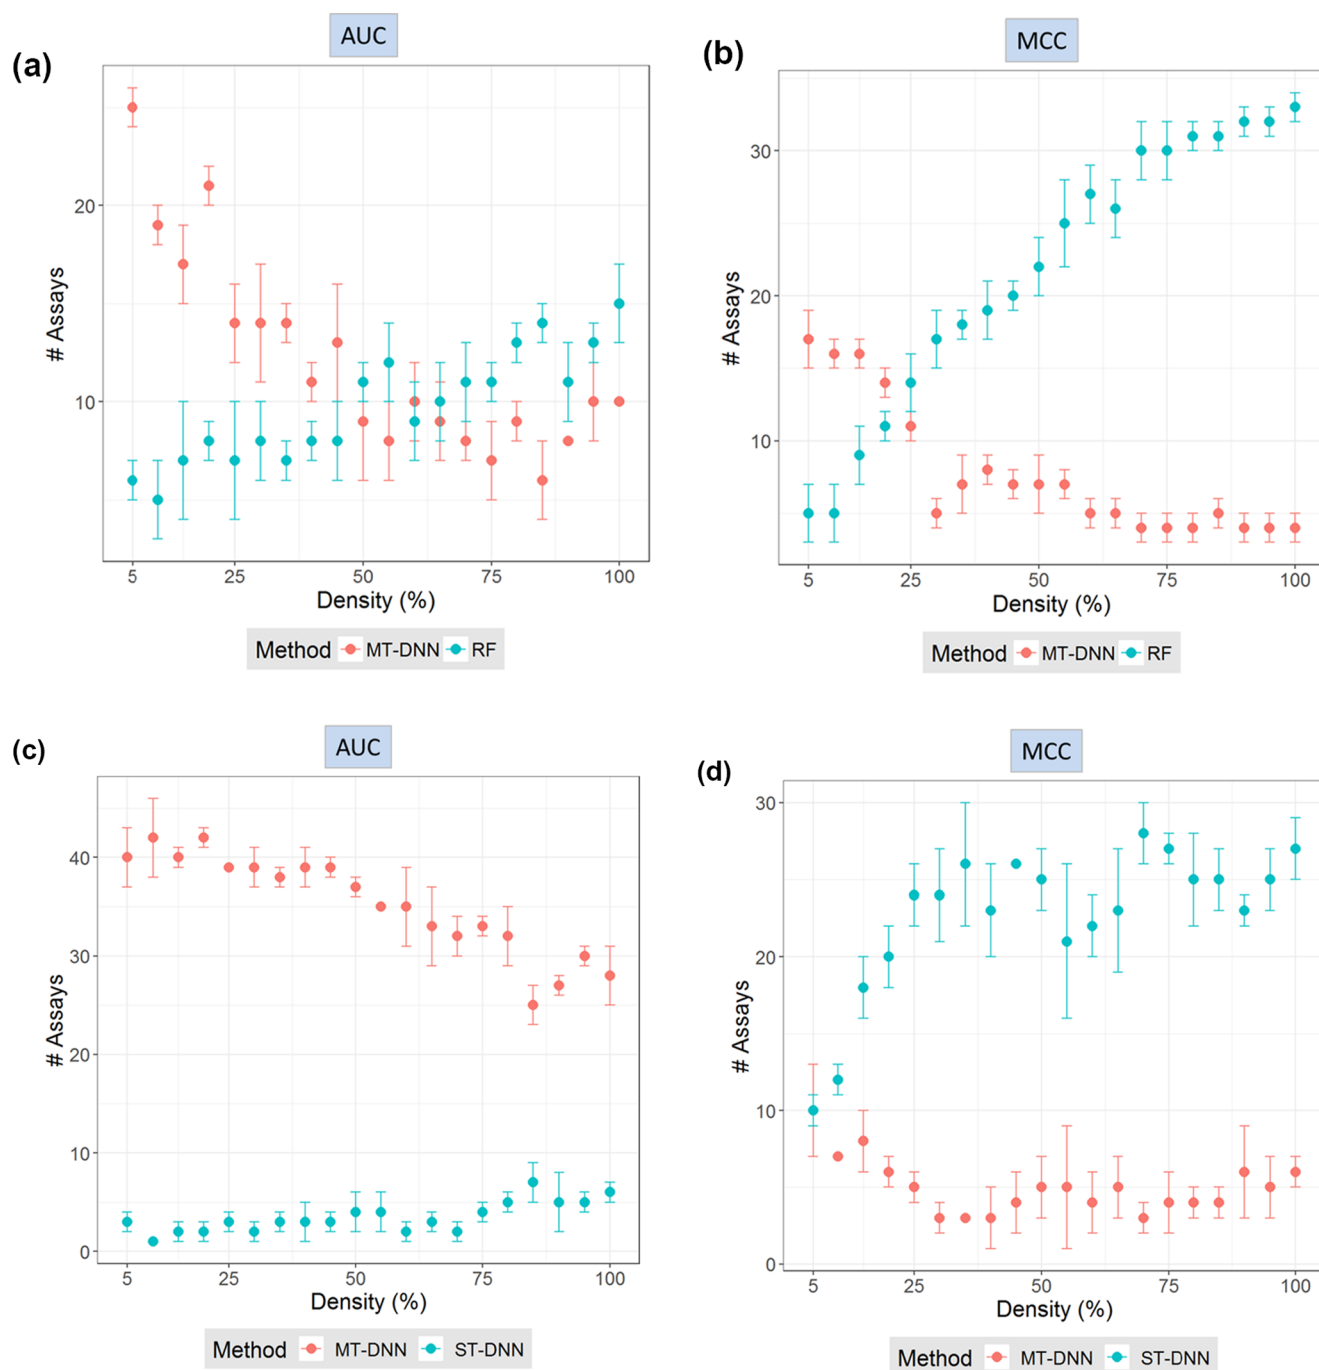 (a)
AUC
20
10
# Assays
5 25 50 75 100
Density (%)
Method MT-DNN RF
(b)
MCC
30
20
10
# Assays
5 25 50 75 100
Density (%)
Method MT-DNN RF
(c)
AUC
40
30
20
10
0
# Assays
5 25 50 75 100
Density (%)
Method MT-DNN ST-DNN
(d)
MCC
30
20
10
0
# Assays
5 25 50 75 100
Density (%)
Method MT-DNN ST-DNN